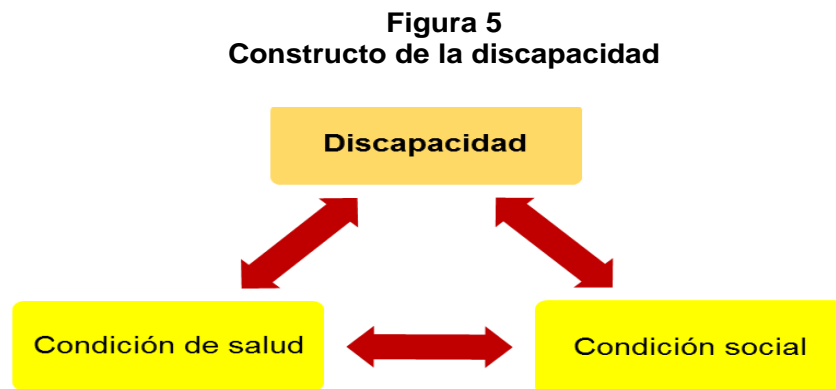 Figura 5
Constructo de la discapacidad
Discapacidad
Condición de salud
Condición social